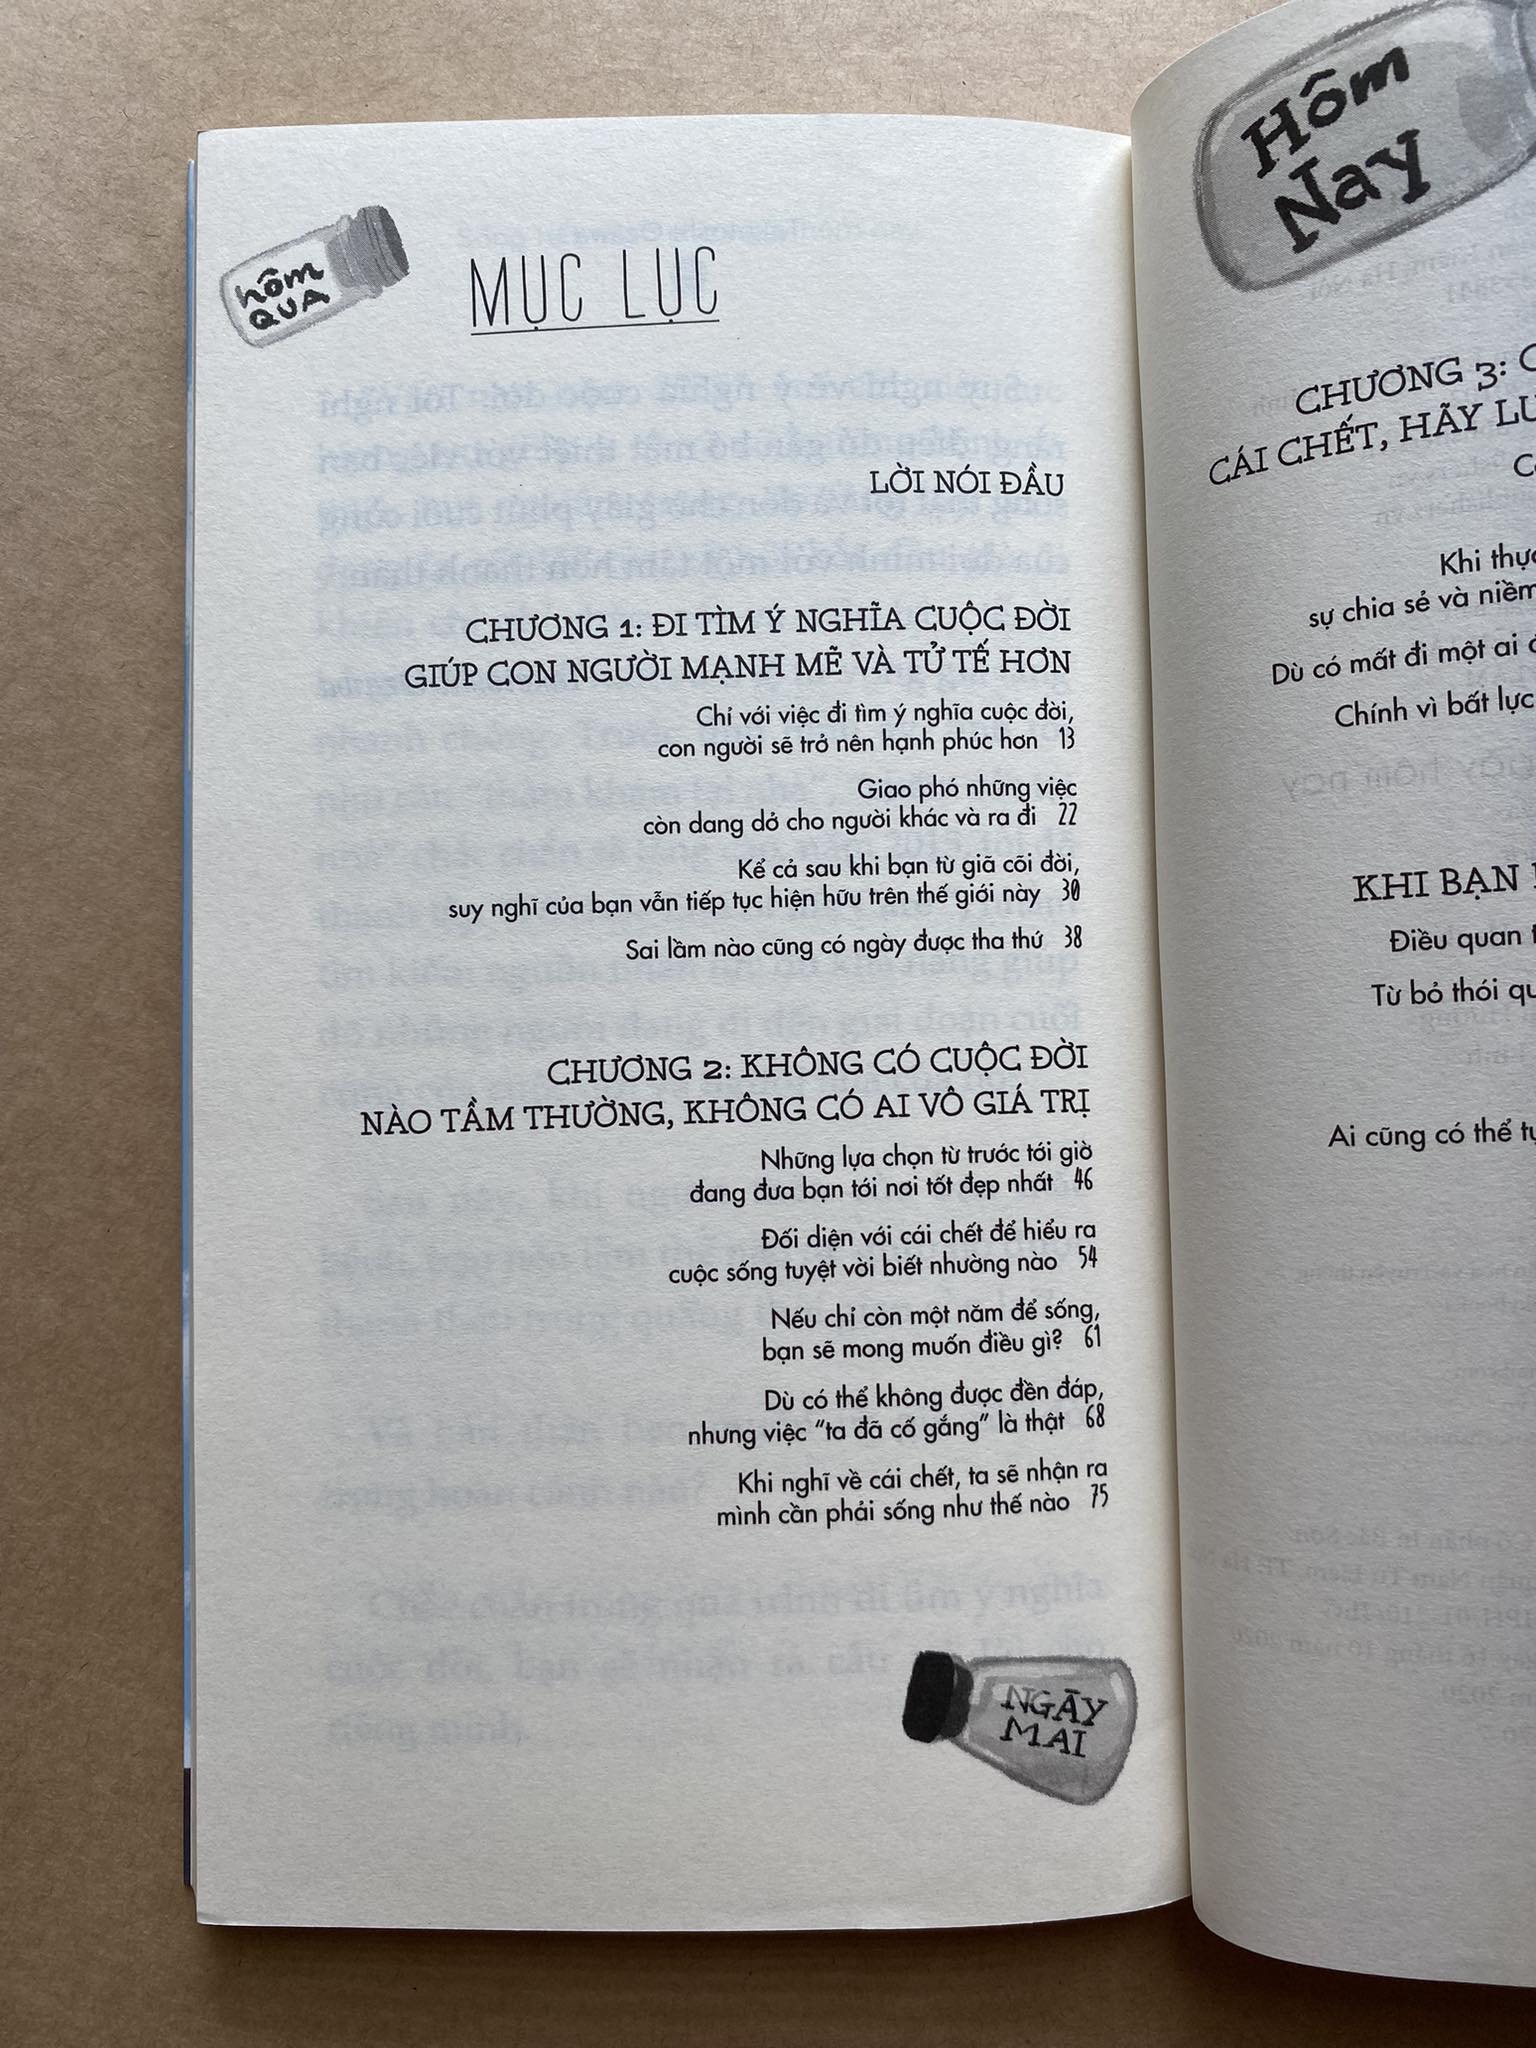 hôm
QUA
MỤC LỤC
LỜI NÓI ĐẦU
CHƯƠNG 1: ĐI TÌM Ý NGHĨA CUỘC ĐỜI
GIÚP CON NGƯỜI MẠNH MẼ VÀ TỬ TẾ HƠN
Chỉ với việc đi tìm ý nghĩa cuộc đời,
con người sẽ trở nên hạnh phúc hơn 13
Giao phó những việc
còn dang dở cho người khác và ra đi 22
Kể cả sau khi bạn từ giã cõi đời,
suy nghĩ của bạn vẫn tiếp tục hiện hữu trên thế giới này 30
Sai lầm nào cũng có ngày được tha thứ 38
CHƯƠNG 2: KHÔNG CÓ CUỘC ĐỜI
NÀO TẦM THƯỜNG, KHÔNG CÓ AI VÔ GIÁ TRỊ
Những lựa chọn từ trước tới giờ
đang đưa bạn tới nơi tốt đẹp nhất 46
Đối diện với cái chết để hiểu ra
cuộc sống tuyệt vời biết nhường nào 54
Nếu chỉ còn một năm để sống,
bạn sẽ mong muốn điều gì? 61
Dù có thể không được đền đáp,
nhưng việc “ta đã cố gắng” là thật 68
Khi nghĩ về cái chết, ta sẽ nhận ra
mình cần phải sống như thế nào 75
NGÀY
MAI
Hôm
Nay
CHƯƠNG 3:
CÁI CHẾT, HÃY
Khi
sự chia sẻ và niềm
Dù có mất đi một ai
Chính vì bất lực
KHI BẠN
Điều quan
Từ bỏ thói
Ai cũng có thể